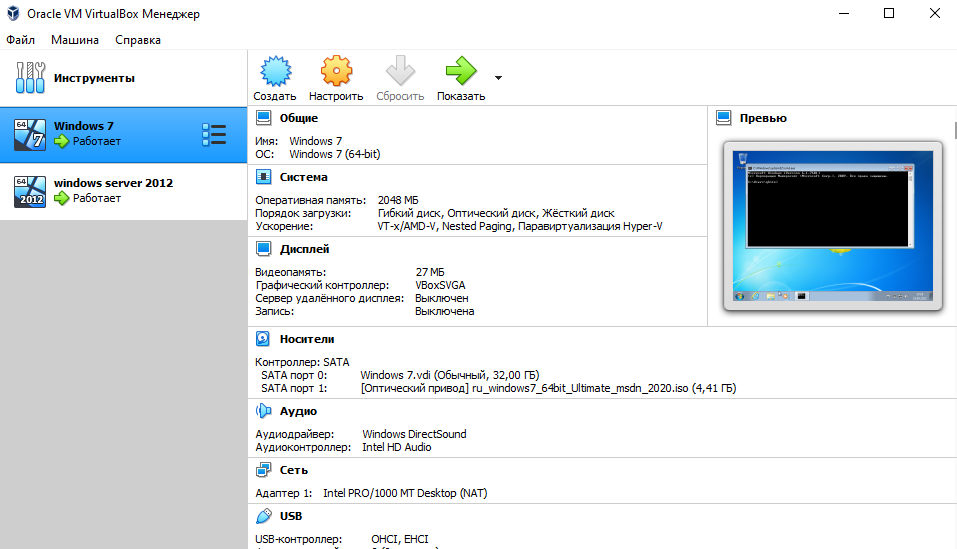 Oracle VM VirtualBox Менеджер
Файл Машина Справка
Инструменты
64
7
Windows 7
Работает
64
2012
windows server 2012
Работает
Создать Настроить Сбросить Показать
Общие
Имя: Windows 7
ОС: Windows 7 (64-bit)
Система
Оперативная память: 2048 МБ
Порядок загрузки: Гибкий диск, Оптический диск, Жёсткий диск
Ускорение: VT-x/AMD-V, Nested Paging, Паравиртуализация Hyper-V
Дисплей
Видеопамять: 27 МБ
Графический контроллер: VBoxSVGA
Сервер удалённого дисплея: Выключен
Запись: Выключена
Превью
Носители
Контроллер: SATA
SATA порт 0: Windows 7.vdi (Обычный, 32,00 ГБ)
SATA порт 1: [Оптический привод] ru_windows7_64bit_Ultimate_msdn_2020.iso (4,41 ГБ)
Аудио
Аудиодрайвер: Windows DirectSound
Аудиоконтроллер: Intel HD Audio
Сеть
Адаптер 1: Intel PRO/1000 MT Desktop (NAT)
USB
USB-контроллер: OHCI, EHCI